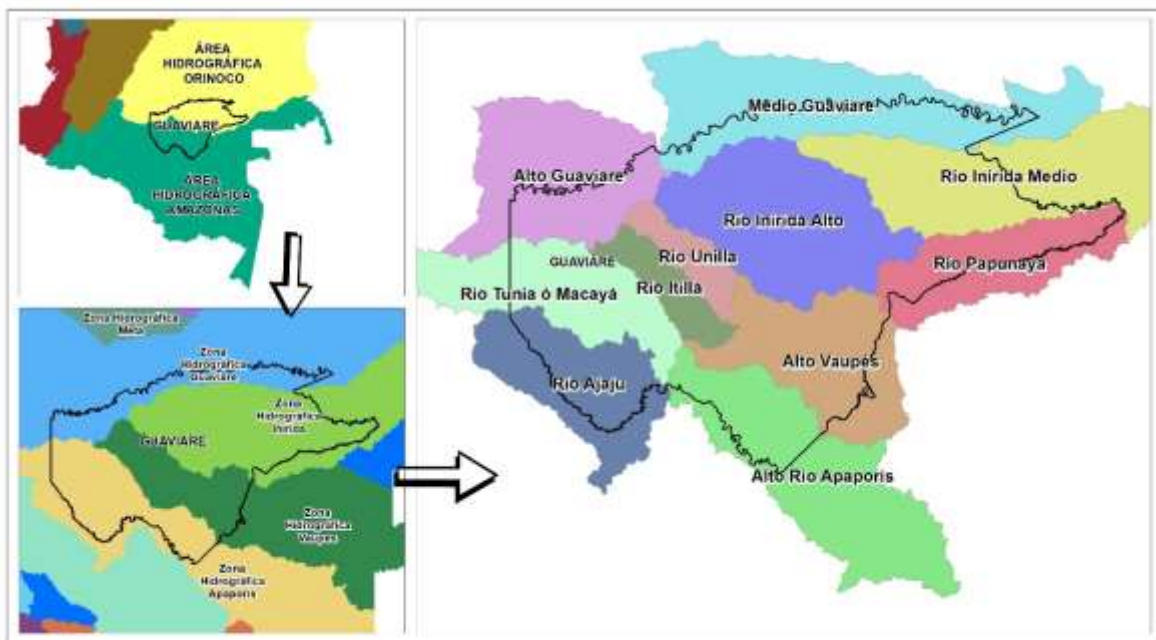 ÁREA
HIDROGRÁFICA
ORINOCO
GUAVIARE
ÁREA
HIDROGRÁFICA
AMAZONAS
Zona Hidrográfica
Meta
Zona
Hidrográfica
Guaviare
Zona
Hidrográfica
Inirida
GUAVIARE
Zona
Hidrográfica
Vaupes
Zona
Hidrográfica
Apaporis
Medio Guaviare
Alto Guaviare
Rio Inirida Medio
Rio Inirida Alto
Rio Unilla
GUAVIARE
Rio Papunaya
Rio Itilla
Rio Tunia ó Macayá
Alto Vaupes
Rio Ajaju
Alto Rio Apaporis